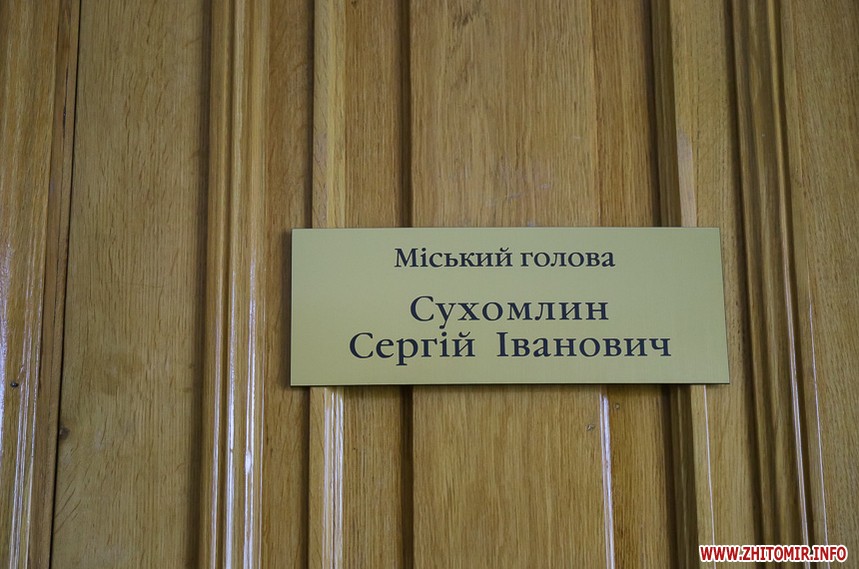 Міський голова
Сухомлин
Сергій Іванович
WWW.ZHITOMIR.INFO